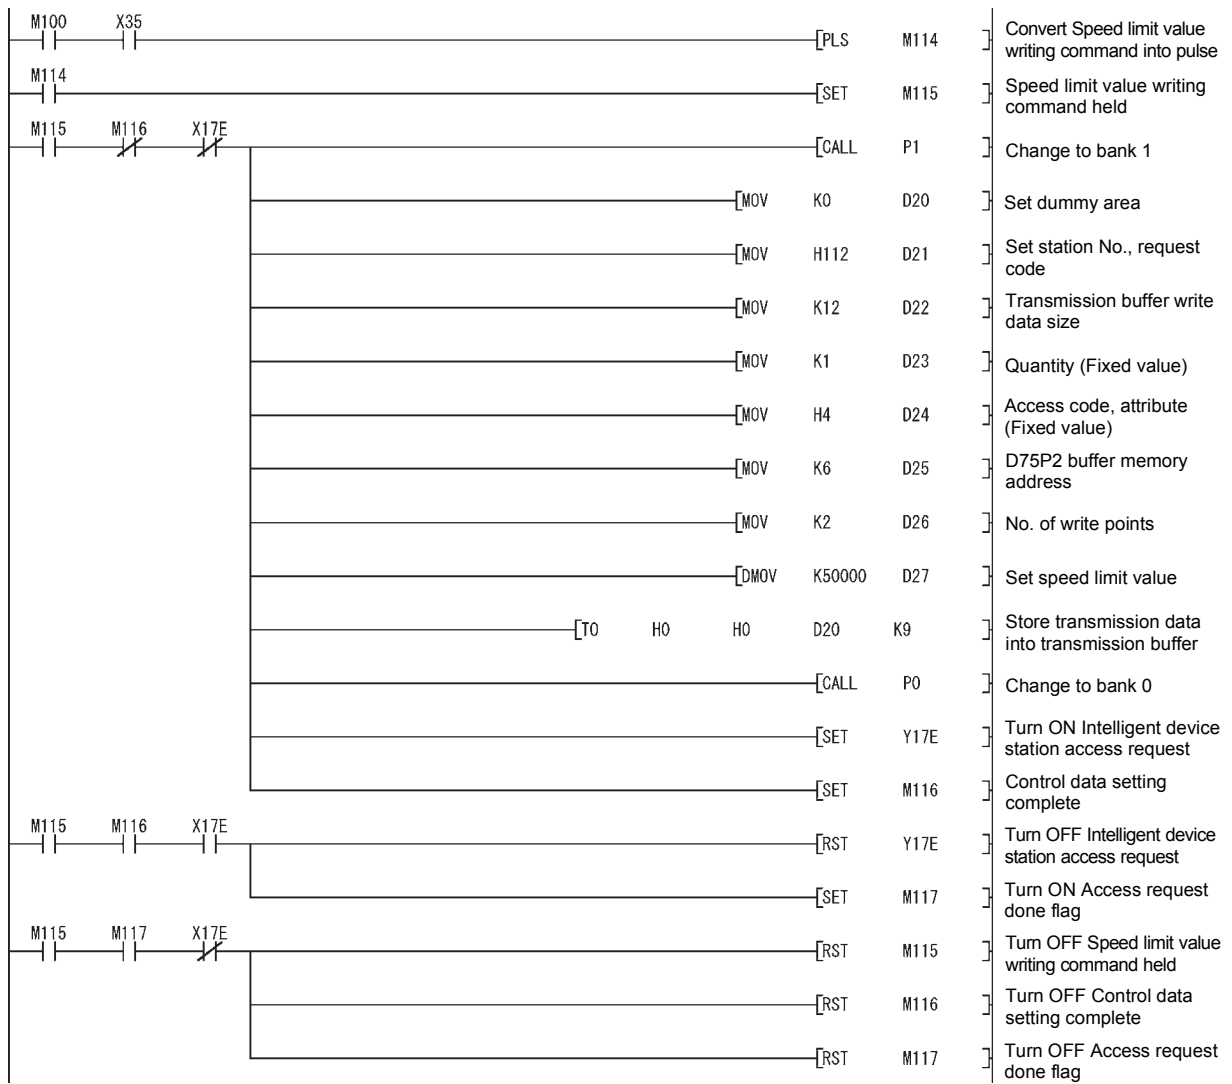 M100 X35
[PLS M114 ]
Convert Speed limit value
writing command into pulse
M114
[SET M115 ]
Speed limit value writing
command held
M115 M116 X17E
[CALL P1 ]
Change to bank 1
[MOV K0 D20 ]
Set dummy area
[MOV H112 D21 ]
Set station No., request
code
[MOV K12 D22 ]
Transmission buffer write
data size
[MOV K1 D23 ]
Quantity (Fixed value)
[MOV H4 D24 ]
Access code, attribute
(Fixed value)
[MOV K6 D25 ]
D75P2 buffer memory
address
[MOV K2 D26 ]
No. of write points
[DMOV K50000 D27 ]
Set speed limit value
[TO H0 H0 D20 K9 ]
Store transmission data
into transmission buffer
[CALL P0 ]
Change to bank 0
[SET Y17E ]
Turn ON Intelligent device
station access request
[SET M116 ]
Control data setting
complete
M115 M116 X17E
[RST Y17E ]
Turn OFF Intelligent device
station access request
[SET M117 ]
Turn ON Access request
done flag
M115 M117 X17E
[RST M115 ]
Turn OFF Speed limit value
writing command held
[RST M116 ]
Turn OFF Control data
setting complete
[RST M117 ]
Turn OFF Access request
done flag